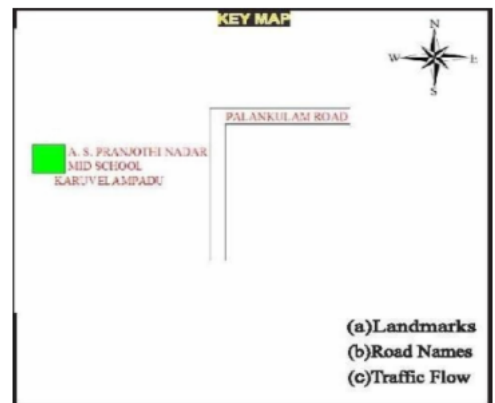 KEY MAP
N
W E
S
PALANKULAM ROAD
A. S. PRANJOTHI NADAR
MID SCHOOL
KARUVELAMPADU
(a)Landmarks
(b)Road Names
(c)Traffic Flow